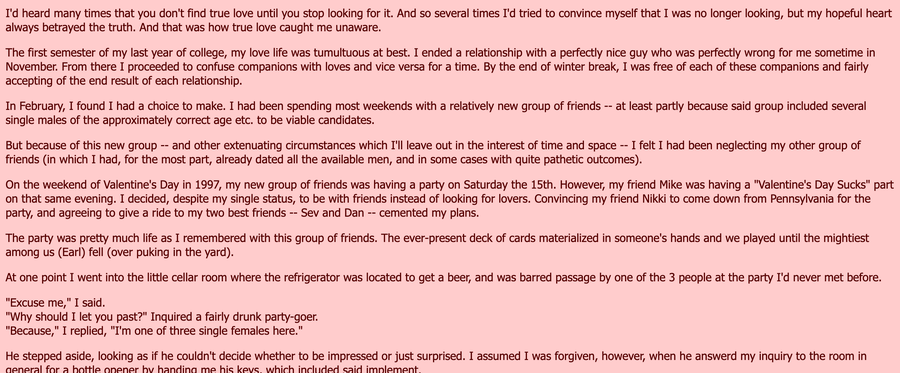 I'd heard many times that you don't find true love until you stop looking for it. And so several times I'd tried to convince myself that I was no longer looking, but my hopeful heart
always betrayed the truth. And that was how true love caught me unaware.
The first semester of my last year of college, my love life was tumultuous at best. I ended a relationship with a perfectly nice guy who was perfectly wrong for me sometime in
November. From there I proceeded to confuse companions with loves and vice versa for a time. By the end of winter break, I was free of each of these companions and fairly
accepting of the end result of each relationship.
In February, I found I had a choice to make. I had been spending most weekends with a relatively new group of friends -- at least partly because said group included several
single males of the approximately correct age etc. to be viable candidates.
But because of this new group -- and other extenuating circumstances which I'll leave out in the interest of time and space -- I felt I had been neglecting my other group of
friends (in which I had, for the most part, already dated all the available men, and in some cases with quite pathetic outcomes).
On the weekend of Valentine's Day in 1997, my new group of friends was having a party on Saturday the 15th. However, my friend Mike was having a "Valentine's Day Sucks" part
on that same evening. I decided, despite my single status, to be with friends instead of looking for lovers. Convincing my friend Nikki to come down from Pennsylvania for the
party, and agreeing to give a ride to my two best friends -- Sev and Dan -- cemented my plans.
The party was pretty much life as I remembered with this group of friends. The ever-present deck of cards materialized in someone's hands and we played until the mightiest
among us (Earl) fell (over puking in the yard).
At one point I went into the little cellar room where the refrigerator was located to get a beer, and was barred passage by one of the 3 people at the party I'd never met before.
"Excuse me," I said.
"Why should I let you past?" Inquired a fairly drunk party-goer.
"Because," I replied, "I'm one of three single females here."
He stepped aside, looking as if he couldn't decide whether to be impressed or just surprised. I assumed I was forgiven, however, when he answerd my inquiry to the room in
general for a bottle opener by handing me his keys, which included said implement.